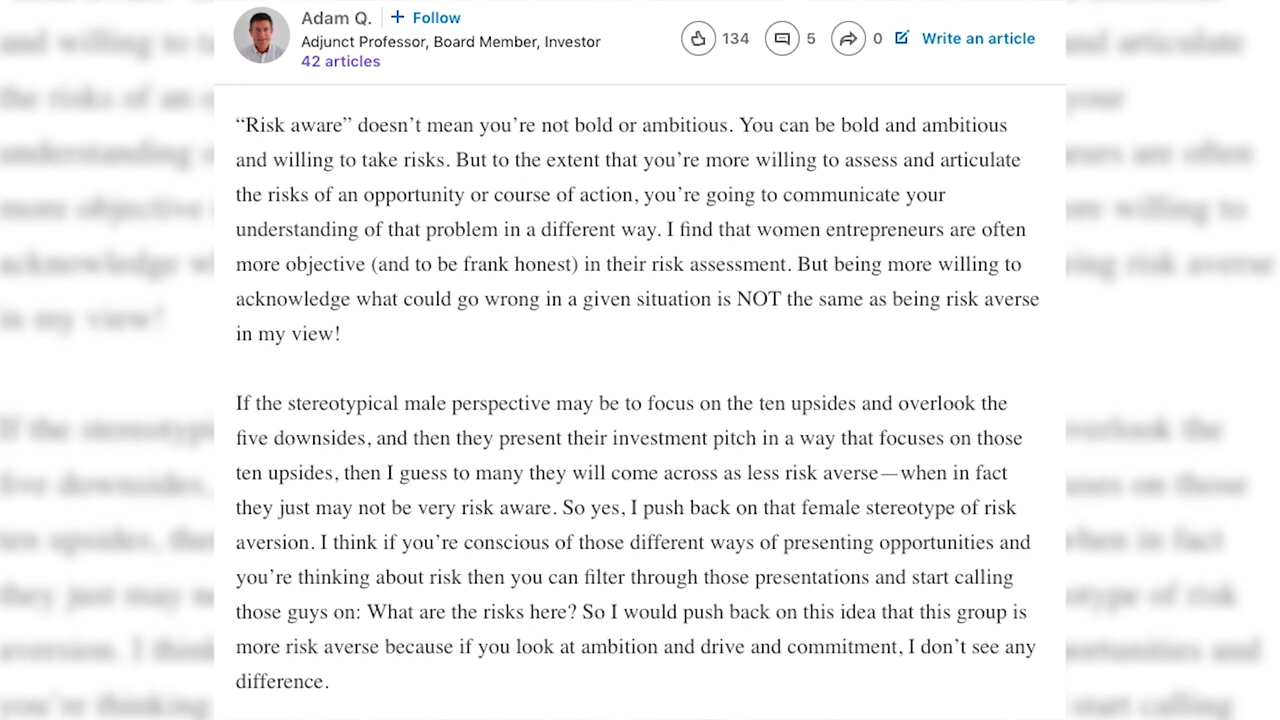 Adam Q. + Follow
Adjunct Professor, Board Member, Investor
42 articles
134 5 0 Write an article
“Risk aware” doesn’t mean you’re not bold or ambitious. You can be bold and ambitious
and willing to take risks. But to the extent that you’re more willing to assess and articulate
the risks of an opportunity or course of action, you’re going to communicate your
understanding of that problem in a different way. I find that women entrepreneurs are often
more objective (and to be frank honest) in their risk assessment. But being more willing to
acknowledge what could go wrong in a given situation is NOT the same as being risk averse
in my view!
If the stereotypical male perspective may be to focus on the ten upsides and overlook the
five downsides, and then they present their investment pitch in a way that focuses on those
ten upsides, then I guess to many they will come across as less risk averse—when in fact
they just may not be very risk aware. So yes, I push back on that female stereotype of risk
aversion. I think if you’re conscious of those different ways of presenting opportunities and
you’re thinking about risk then you can filter through those presentations and start calling
those guys on: What are the risks here? So I would push back on this idea that this group is
more risk averse because if you look at ambition and drive and commitment, I don’t see any
difference.